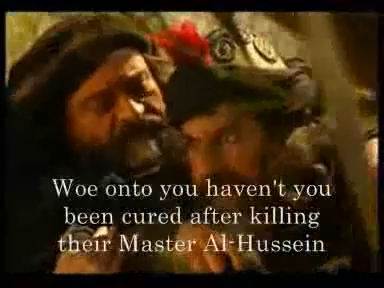 Woe onto you haven't you
been cured after killing
their Master Al-Hussein